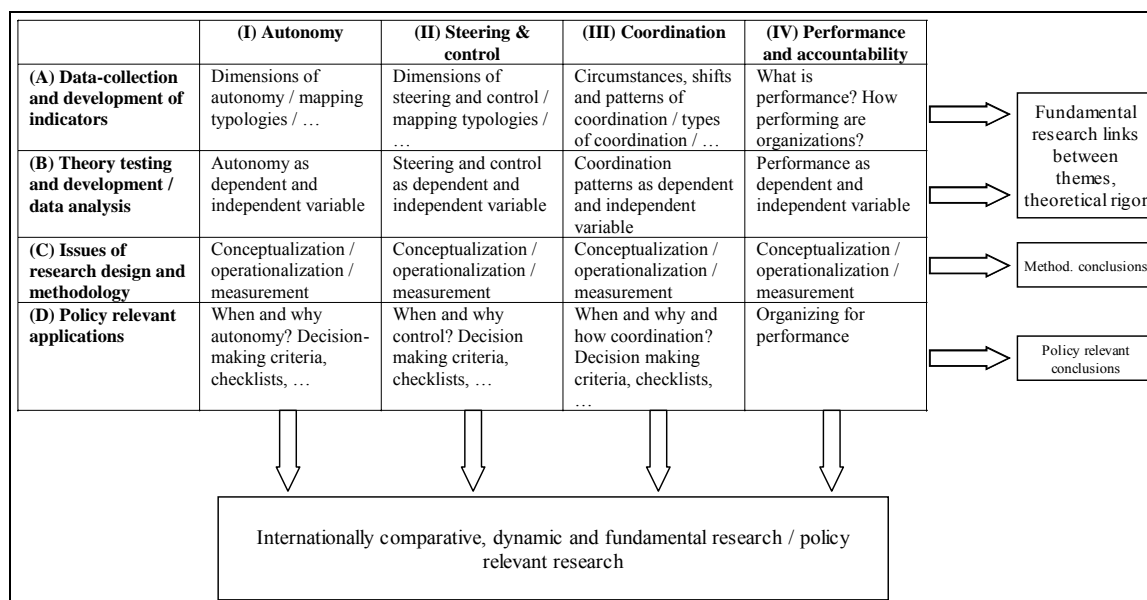 (I) Autonomy
(II) Steering &
control
(III) Coordination
(IV) Performance
and accountability
(A) Data-collection
and development of
indicators
Dimensions of
autonomy / mapping
typologies / …
Dimensions of
steering and control /
mapping typologies /
…
Circumstances, shifts
and patterns of
coordination / types
of coordination / …
What is
performance? How
performing are
organizations?
(B) Theory testing
and development /
data analysis
Autonomy as
dependent and
independent variable
Steering and control
as dependent and
independent variable
Coordination
patterns as dependent
and independent
variable
Performance as
dependent and
independent variable
Fundamental
research links
between
themes,
theoretical rigor
(C) Issues of
research design and
methodology
Conceptualization /
operationalization /
measurement
Conceptualization /
operationalization /
measurement
Conceptualization /
operationalization /
measurement
Conceptualization /
operationalization /
measurement
Method. conclusions
(D) Policy relevant
applications
When and why
autonomy? Decision-
making criteria,
checklists, …
When and why
control? Decision
making criteria,
checklists, …
When and why and
how coordination?
Decision making
criteria, checklists,
…
Organizing for
performance
Policy relevant
conclusions
Internationally comparative, dynamic and fundamental research / policy
relevant research